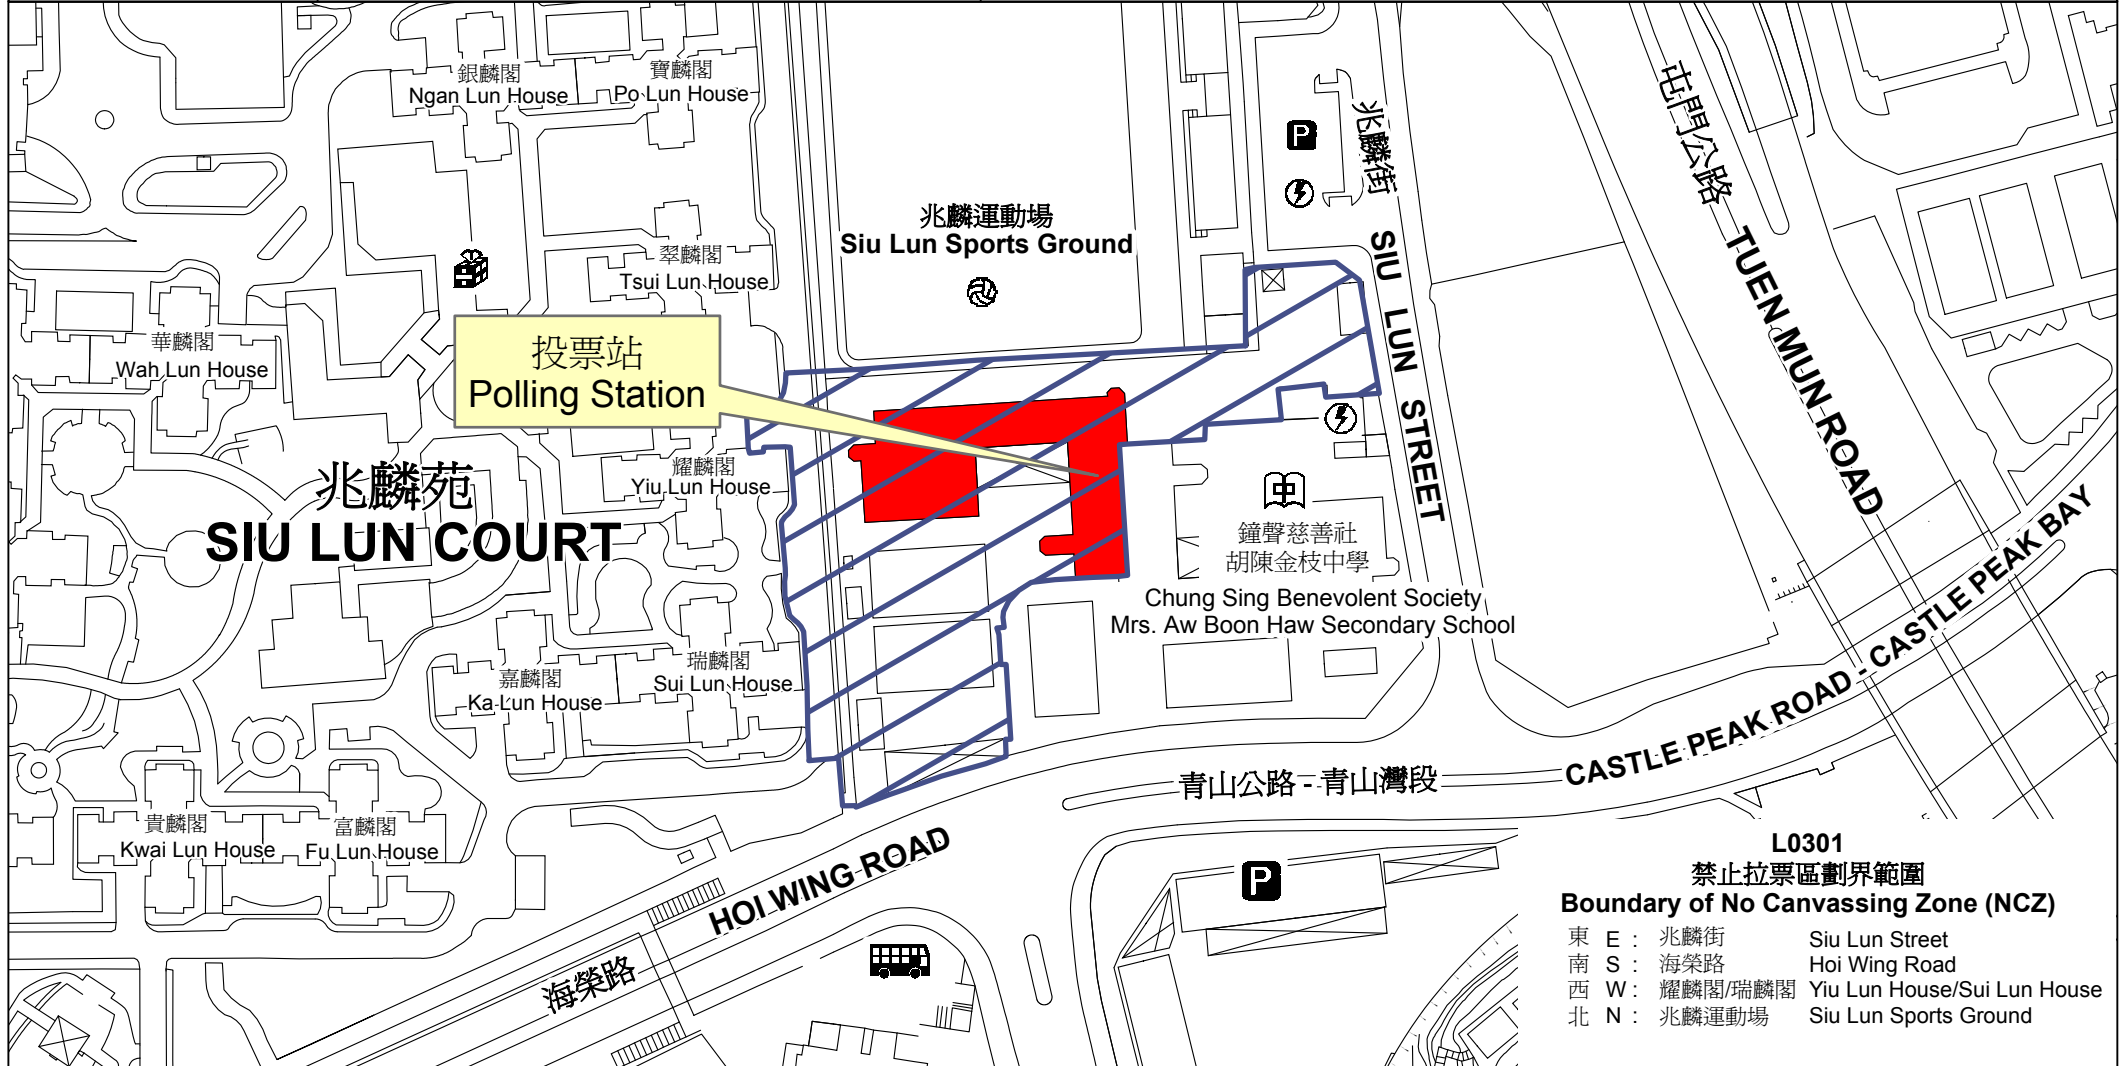 銀麟閣
Ngan Lun House
寶麟閣
Po Lun House
兆麟街
SIU LUN STREET
屯門公路
TUEN MUN ROAD
P
兆麟運動場
Siu Lun Sports Ground
翠麟閣
Tsui Lun House
華麟閣
Wah Lun House
投票站
Polling Station
兆麟苑
SIU LUN COURT
耀麟閣
Yiu Lun House
鐘聲慈善社
胡陳金枝中學
Chung Sing Benevolent Society
Mrs. Aw Boon Haw Secondary School
嘉麟閣
Ka Lun House
瑞麟閣
Sui Lun House
青山公路 - 青山灣段
CASTLE PEAK ROAD - CASTLE PEAK BAY
貴麟閣
Kwai Lun House
富麟閣
Fu Lun House
海榮路
HOI WING ROAD
P
L0301
禁止拉票區劃界範圍
Boundary of No Canvassing Zone (NCZ)
東 E : 兆麟街 Siu Lun Street
南 S : 海榮路 Hoi Wing Road
西 W : 耀麟閣/瑞麟閣 Yiu Lun House/Sui Lun House
北 N : 兆麟運動場 Siu Lun Sports Ground